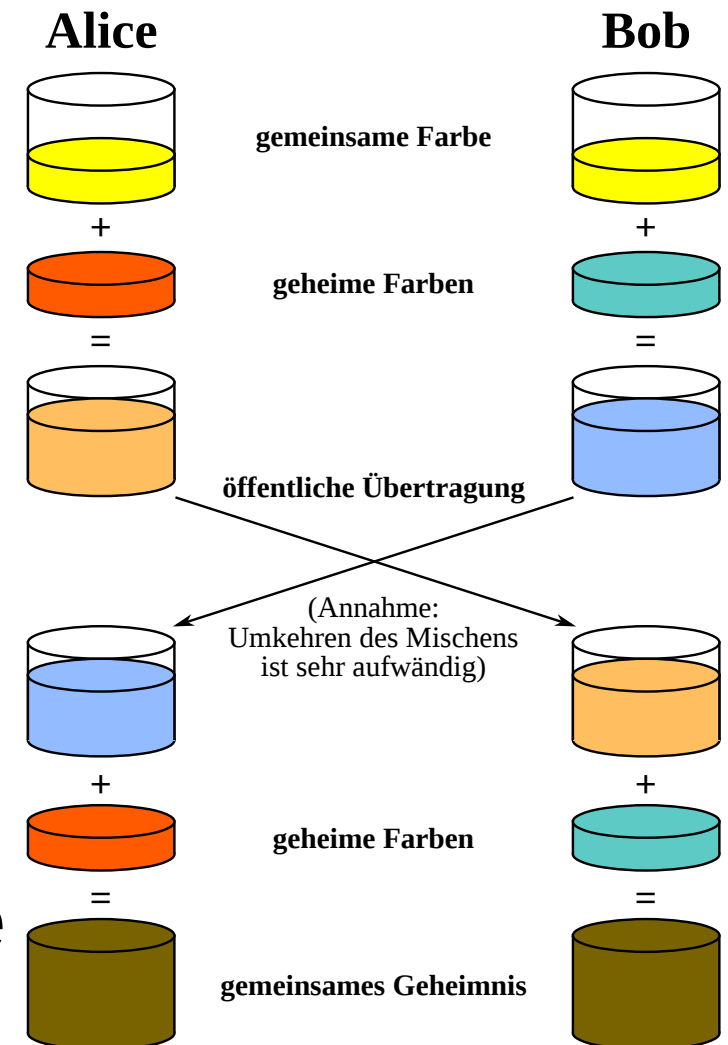 Alice Bob
gemeinsame Farbe
+ +
geheime Farben
= =
öffentliche Übertragung
(Annahme:
Umkehren des Mischens
ist sehr aufwändig)
+ +
geheime Farben
= =
e
gemeinsames Geheimnis